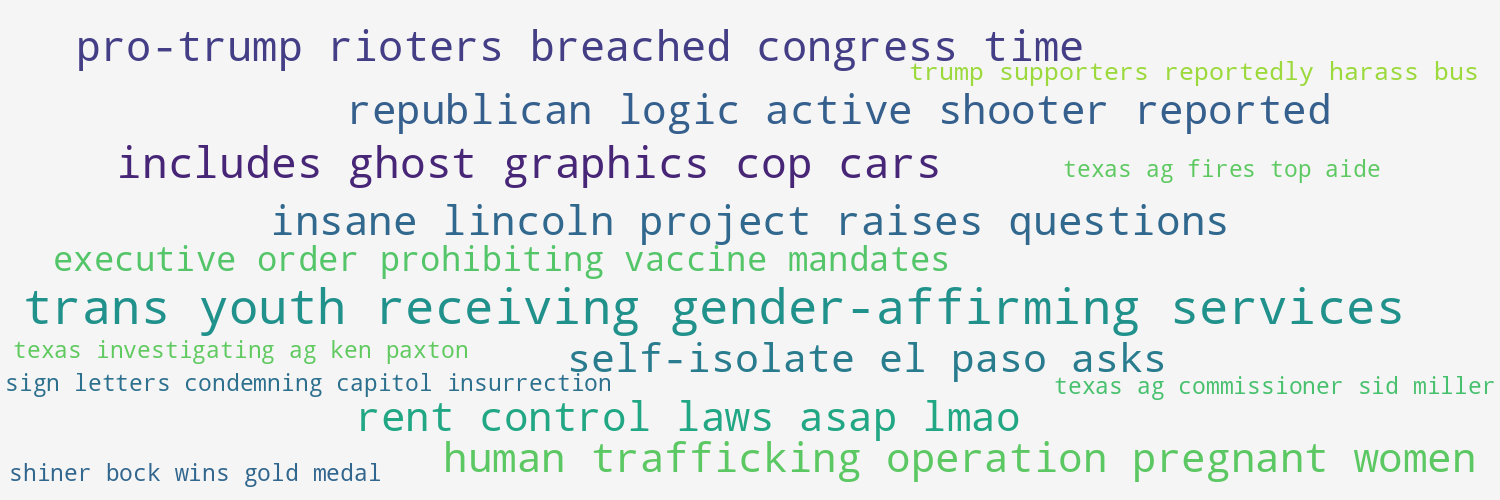 pro-trump rioters breached congress time
trump supporters reportedly harass bus
republican logic active shooter reported
includes ghost graphics cop cars
texas ag fires top aide
insane lincoln project raises questions
executive order prohibiting vaccine mandates
trans youth receiving gender-affirming services
texas investigating ag ken paxton
self-isolate el paso asks
sign letters condemning capitol insurrection
texas ag commissioner sid miller
rent control laws asap lmao
human trafficking operation pregnant women
shiner bock wins gold medal